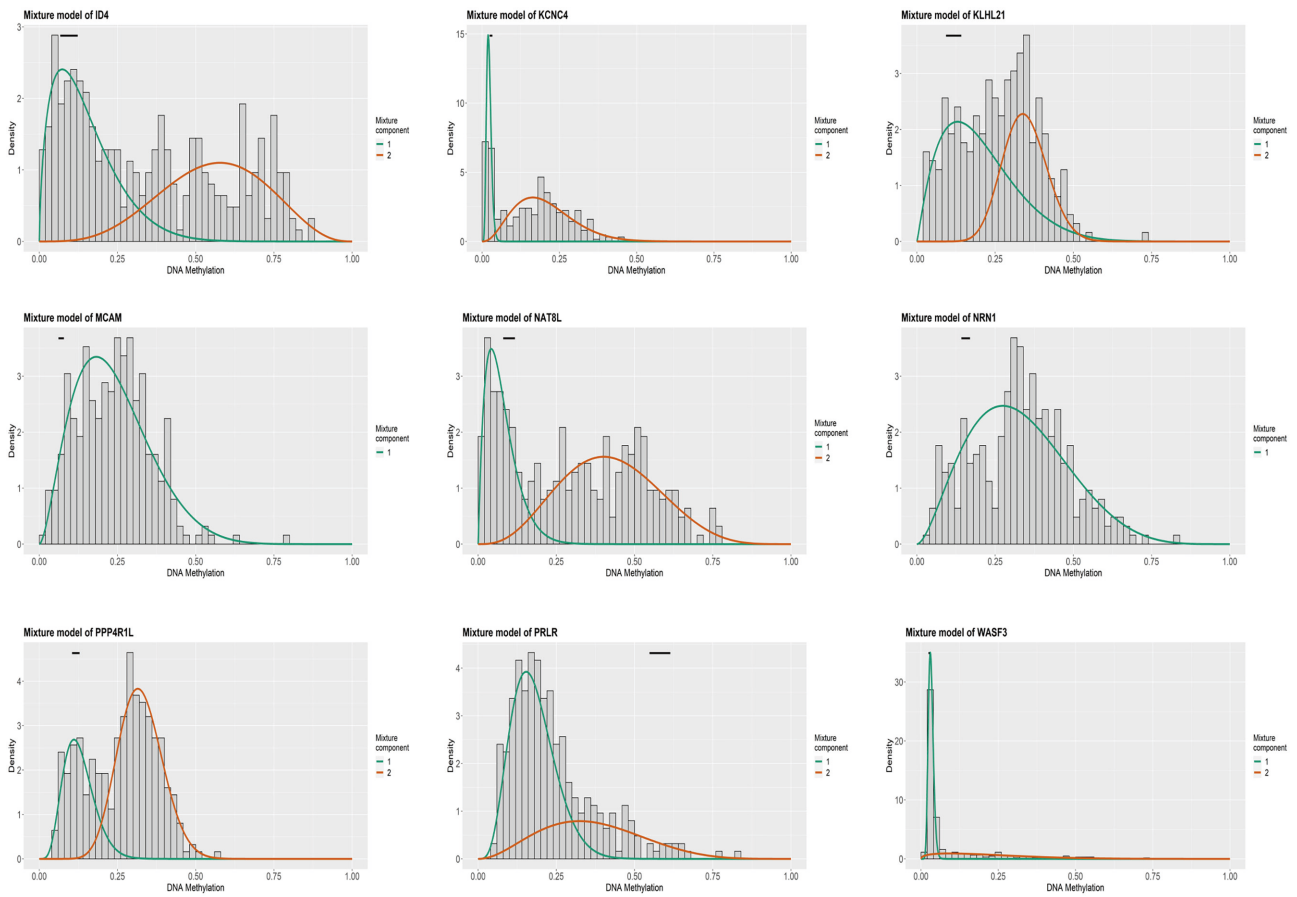 Mixture model of ID4
3
2
1
0
Density
0.00 0.25 0.50 0.75 1.00
DNA Methylation
Mixture
component
1
2
Mixture model of KCNC4
15
10
5
0
Density
0.00 0.25 0.50 0.75 1.00
DNA Methylation
Mixture
component
1
2
Mixture model of KLHL21
3
2
1
0
Density
0.00 0.25 0.50 0.75 1.00
DNA Methylation
Mixture
component
1
2
Mixture model of MCAM
3
2
1
0
Density
0.00 0.25 0.50 0.75 1.00
DNA Methylation
Mixture
component
1
Mixture model of NAT8L
3
2
1
0
Density
0.00 0.25 0.50 0.75 1.00
DNA Methylation
Mixture
component
1
2
Mixture model of NRN1
3
2
1
0
Density
0.00 0.25 0.50 0.75 1.00
DNA Methylation
Mixture
component
1
Mixture model of PPP4R1L
4
3
2
1
0
Density
0.00 0.25 0.50 0.75 1.00
DNA Methylation
Mixture
component
1
2
Mixture model of PRLR
4
3
2
1
0
Density
0.00 0.25 0.50 0.75 1.00
DNA Methylation
Mixture
component
1
2
Mixture model of WASF3
30
20
10
0
Density
0.00 0.25 0.50 0.75 1.00
DNA Methylation
Mixture
component
1
2